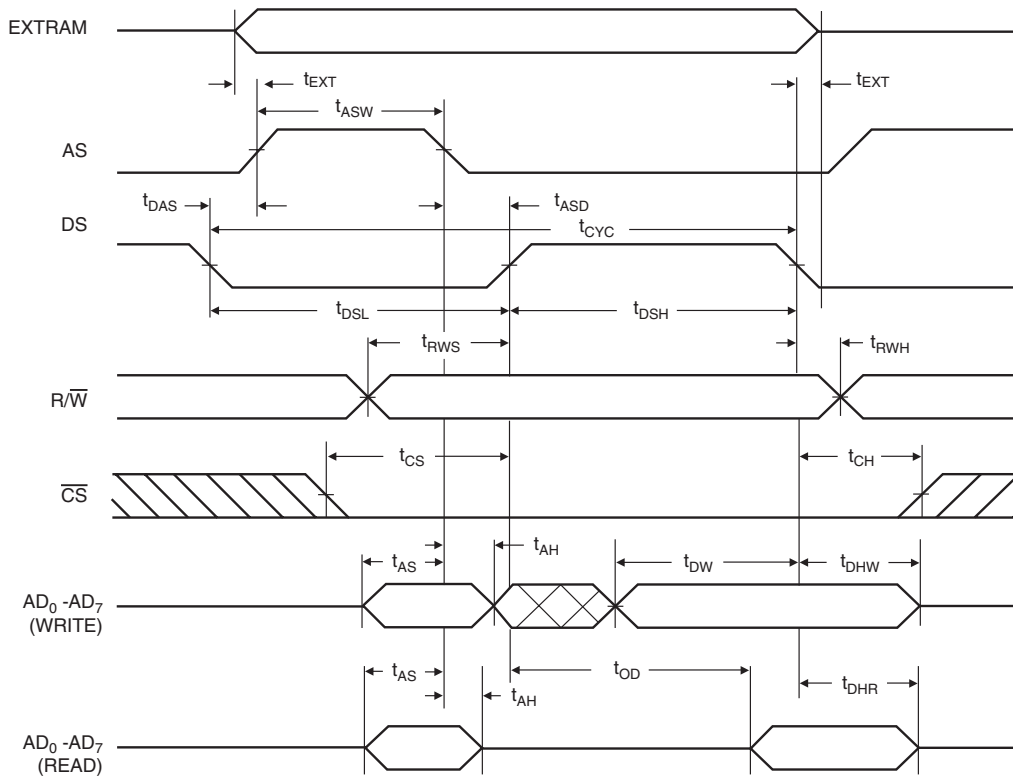 EXTRAM
tEXT
tEXT
tASW
AS
tDAS
tASD
DS
tCYC
tDSL
tDSH
tRWS
tRWH
R/W̅
tCS
tCH
C̅S̅
tAS
tAH
tDW
tDHW
AD0 -AD7
(WRITE)
tAS
tAH
tOD
tDHR
AD0 -AD7
(READ)